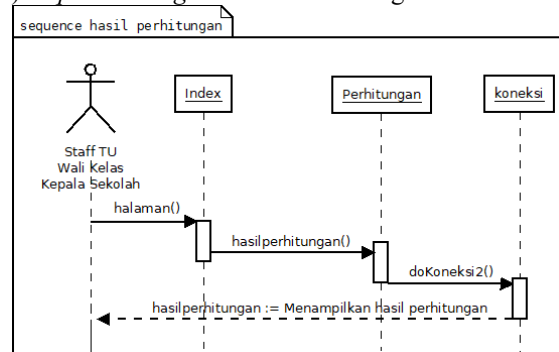 sequence hasil perhitungan
Index
Perhitungan
koneksi
Staff TU
Wali Kelas
Kepala Sekolah
halaman()
hasilperhitungan()
doKoneksi2()
hasilperhitungan := Menampilkan hasil perhitungan